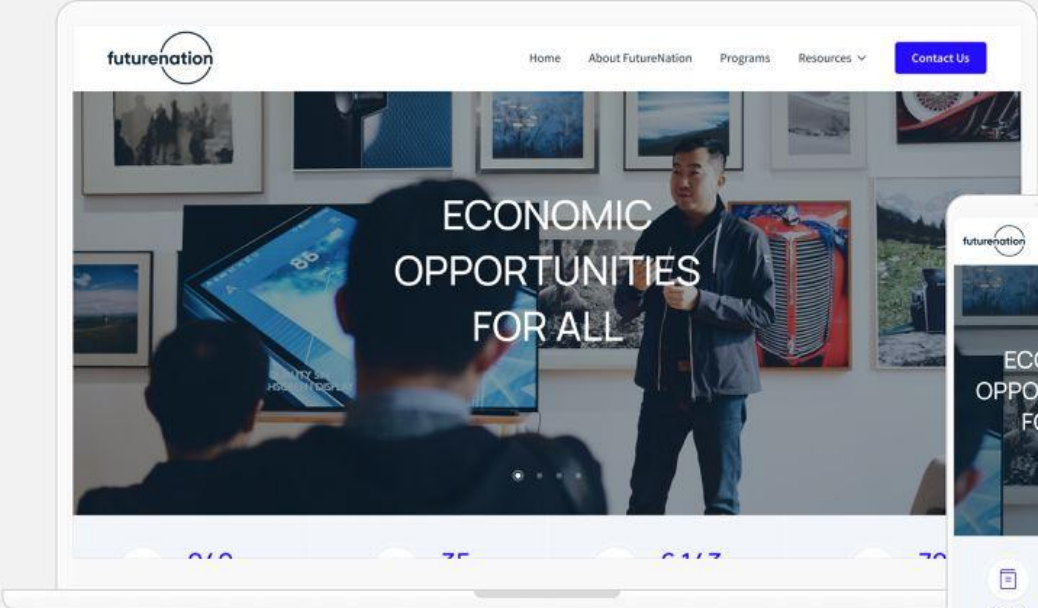 futurenation
Home About FutureNation Programs Resources Contact Us
ECONOMIC
OPPORTUNITIES
FOR ALL
futurenation